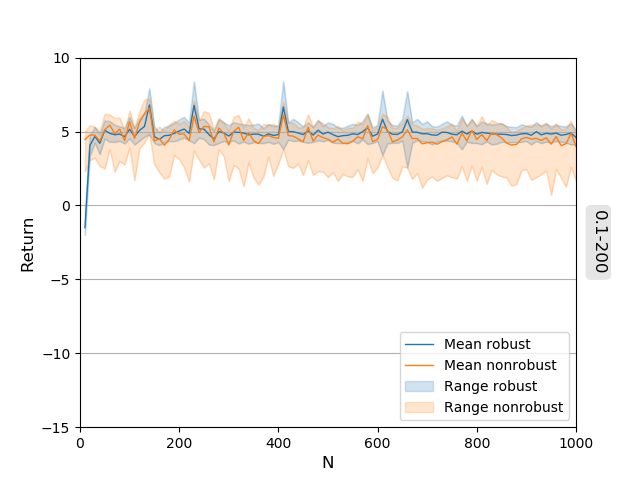 10
5
0
−5
−10
−15
Return
0
200
400
600
800
1000
N
0.1-200
Mean robust
Mean nonrobust
Range robust
Range nonrobust